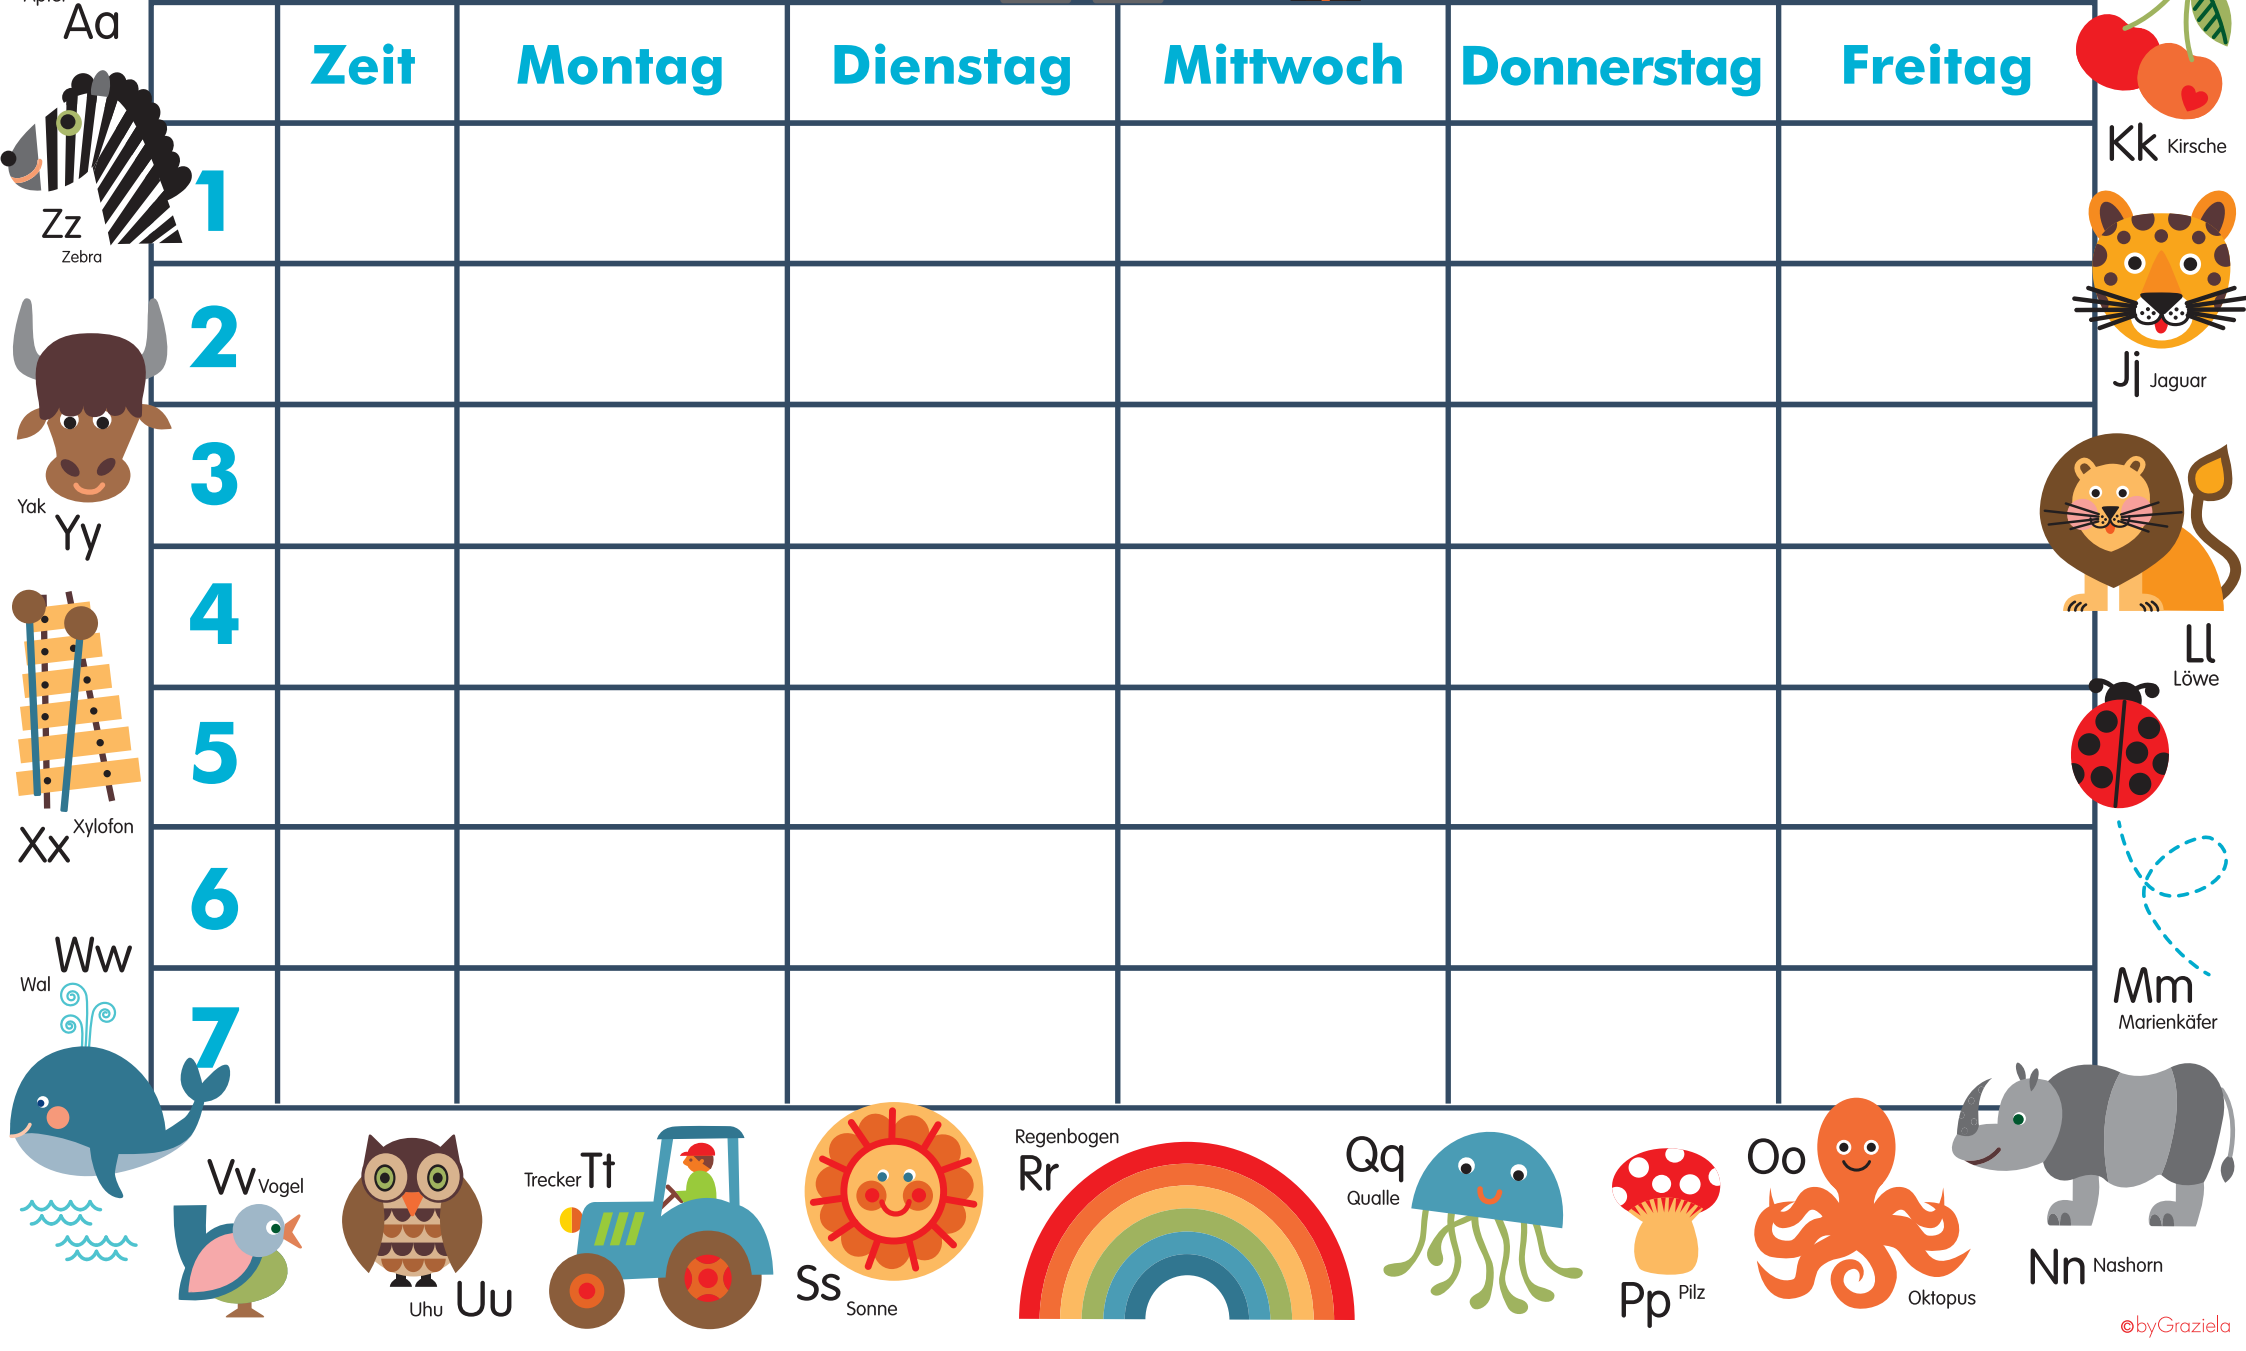 Aa
Zeit Montag Dienstag Mittwoch Donnerstag Freitag
Kk Kirsche
1
Zz
Zebra
2
Jj Jaguar
3
Yak
Yy
4
Ll
Löwe
5
Xylofon
Xx
6
Ww
Wal
Mm
Marienkäfer
7
Vv Vogel
Uhu Uu
Trecker Tt
Ss
Sonne
Regenbogen
Rr
Qq
Qualle
Pp Pilz
Oo
Oktopus
Nn Nashorn
©byGraziela